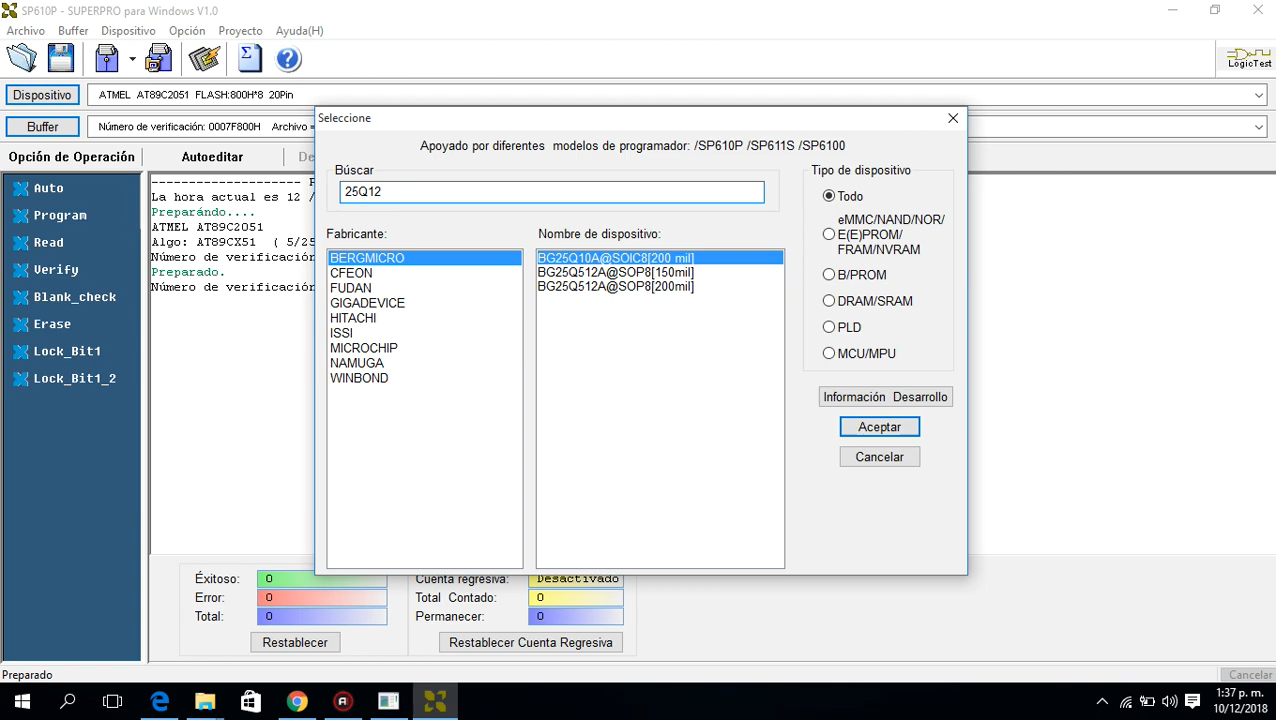 SP610P - SUPERPRO para Windows V1.0
Archivo Buffer Dispositivo Opción Proyecto Ayuda(H)
LogicTest
Dispositivo ATMEL AT89C2051 FLASH:800H*8 20Pin
Buffer Número de verificación: 0007F800H Archivo =
Opción de Operación Autoeditar De
Auto
Program
Read
Verify
Blank_check
Erase
Lock_Bit1
Lock_Bit1_2
-------------------- P
La hora actual es 12 /
Preparándo....
ATMEL AT89C2051
Algo: AT89CX51 ( 5/25
Número de verificación
Preparado.
Número de verificación
Seleccione
Apoyado por diferentes modelos de programador: /SP610P /SP611S /SP6100
Búscar
25Q12
Fabricante:
BERGMICRO
CFEON
FUDAN
GIGADEVICE
HITACHI
ISSI
MICROCHIP
NAMUGA
WINBOND
Nombre de dispositivo:
BG25Q10A@SOIC8[200 mil]
BG25Q512A@SOP8[150mil]
BG25Q512A@SOP8[200mil]
Tipo de dispositivo
Todo
eMMC/NAND/NOR/
E(E)PROM/
FRAM/NVRAM
B/PROM
DRAM/SRAM
PLD
MCU/MPU
Información Desarrollo
Aceptar
Cancelar
Éxitoso: 0
Error: 0
Total: 0
Restablecer
Cuenta regresiva: Desactivado
Total Contado: 0
Permanecer: 0
Restablecer Cuenta Regresiva
Preparado
Cancelar
1:37 p. m.
10/12/2018